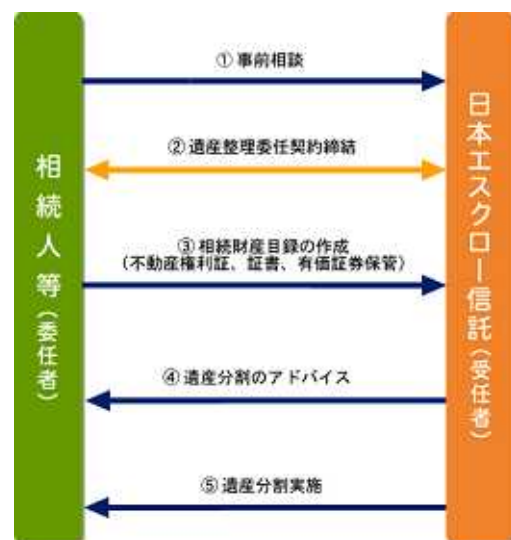 ① 事前相談
② 遺産整理委任契約締結
③ 相続財産目録の作成
（不動産権利証、証書、有価証券保管）
④ 遺産分割のアドバイス
⑤ 遺産分割実施
相続人等（委任者）
日本エスクロー信託（受任者）